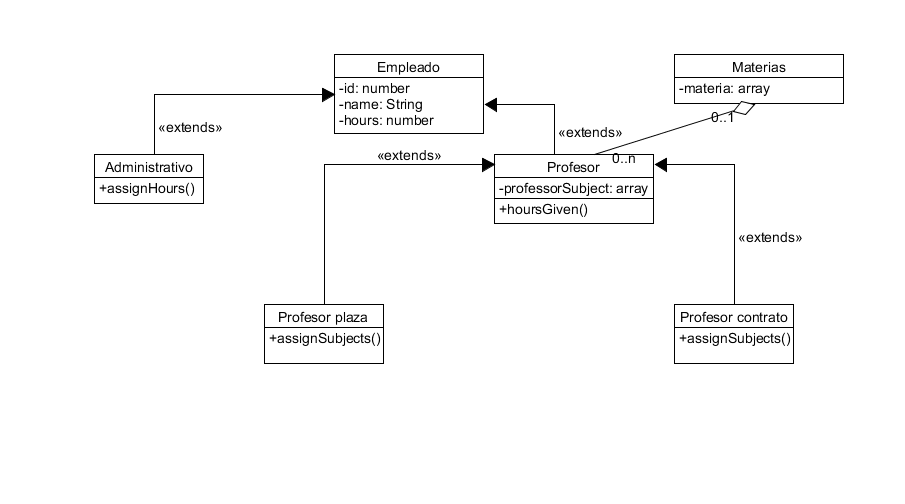 Empleado
-id: number
-name: String
-hours: number
Materias
-materia: array
0..1
«extends»
«extends»
«extends»
0..n
Administrativo
+assignHours()
Profesor
-professorSubject: array
+hoursGiven()
«extends»
Profesor plaza
+assignSubjects()
Profesor contrato
+assignSubjects()